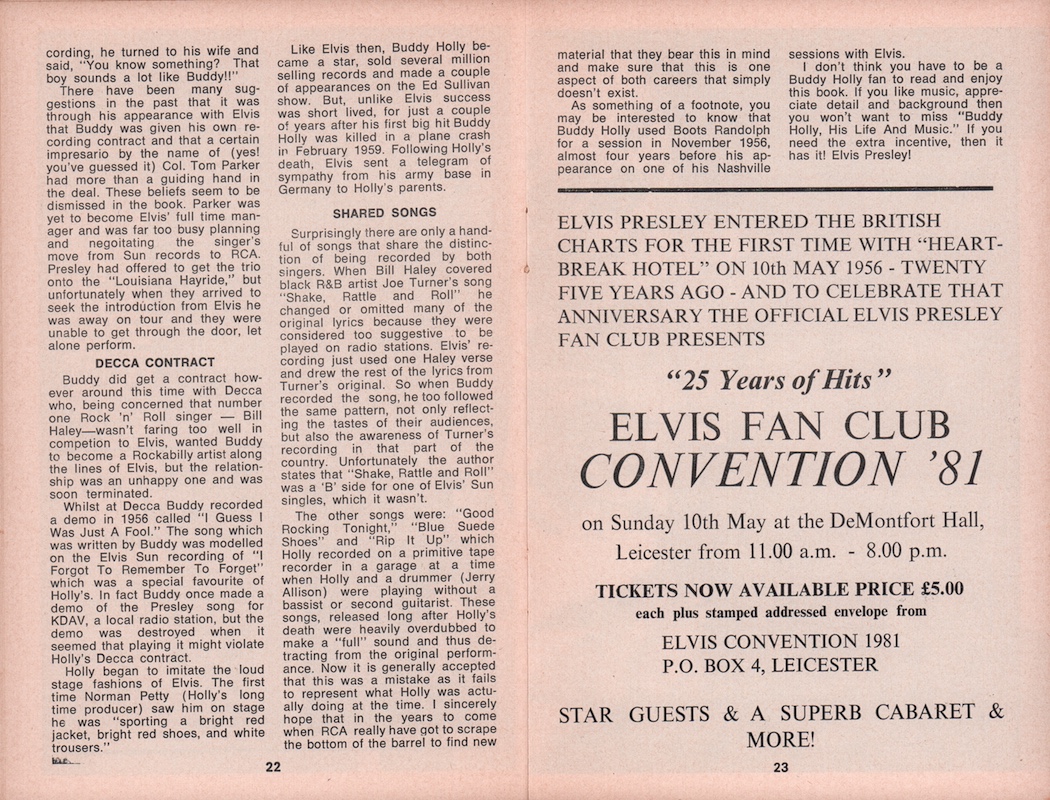 cording, he turned to his wife and
said, "You know something? That
boy sounds a lot like Buddy!!"
There have been many sug-
gestions in the past that it was
through his appearance with Elvis
that Buddy was given his own re-
cording contract and that a certain
impresario by the name of (yes!
you've guessed it) Col. Tom Parker
had more than a guiding hand in
the deal. These beliefs seem to be
dismissed in the book. Parker was
yet to become Elvis' full time man-
ager and was far too busy planning
and negoitating the singer's
move from Sun records to RCA.
Presley had offered to get the trio
onto the "Louisiana Hayride," but
unfortunately when they arrived to
seek the introduction from Elvis he
was away on tour and they were
unable to get through the door, let
alone perform.
DECCA CONTRACT
Buddy did get a contract how-
ever around this time with Decca
who, being concerned that number
one Rock 'n' Roll singer — Bill
Haley—wasn't faring too well in
competion to Elvis, wanted Buddy
to become a Rockabilly artist along
the lines of Elvis, but the relation-
ship was an unhappy one and was
soon terminated.
Whilst at Decca Buddy recorded
a demo in 1956 called "I Guess I
Was Just A Fool." The song which
was written by Buddy was modelled
on the Elvis Sun recording of "I
Forgot To Remember To Forget"
which was a special favourite of
Holly's. In fact Buddy once made a
demo of the Presley song for
KDAV, a local radio station, but the
demo was destroyed when it
seemed that playing it might violate
Holly's Decca contract.
Holly began to imitate the loud
stage fashions of Elvis. The first
time Norman Petty (Holly's long
time producer) saw him on stage
he was "sporting a bright red
jacket, bright red shoes, and white
trousers."
Like Elvis then, Buddy Holly be-
came a star, sold several million
selling records and made a couple
of appearances on the Ed Sullivan
show. But, unlike Elvis success
was short lived, for just a couple
of years after his first big hit Buddy
Holly was killed in a plane crash
in February 1959. Following Holly's
death, Elvis sent a telegram of
sympathy from his army base in
Germany to Holly's parents.
SHARED SONGS
Surprisingly there are only a hand-
ful of songs that share the distinc-
tion of being recorded by both
singers. When Bill Haley covered
black R&B artist Joe Turner's song
"Shake, Rattle and Roll" he
changed or omitted many of the
original lyrics because they were
considered too suggestive to be
played on radio stations. Elvis' re-
cording just used one Haley verse
and drew the rest of the lyrics from
Turner's original. So when Buddy
recorded the song, he too followed
the same pattern, not only reflect-
ing the tastes of their audiences,
but also the awareness of Turner's
recording in that part of the
country. Unfortunately the author
states that "Shake, Rattle and Roll"
was a 'B' side for one of Elvis' Sun
singles, which it wasn't.
The other songs were: "Good
Rocking Tonight," "Blue Suede
Shoes" and "Rip It Up" which
Holly recorded on a primitive tape
recorder in a garage at a time
when Holly and a drummer (Jerry
Allison) were playing without a
bassist or second guitarist. These
songs, released long after Holly's
death were heavily overdubbed to
make a "full" sound and thus de-
tracting from the original perform-
ance. Now it is generally accepted
that this was a mistake as it fails
to represent what Holly was actu-
ally doing at the time. I sincerely
hope that in the years to come
when RCA really have got to scrape
the bottom of the barrel to find new
22
material that they bear this in mind
and make sure that this is one
aspect of both careers that simply
doesn't exist.
As something of a footnote, you
may be interested to know that
Buddy Holly used Boots Randolph
for a session in November 1956,
almost four years before his ap-
pearance on one of his Nashville
sessions with Elvis.
I don't think you have to be a
Buddy Holly fan to read and enjoy
this book. If you like music, appre-
ciate detail and background then
you won't want to miss "Buddy
Holly, His Life And Music." If you
need the extra incentive, then it
has it! Elvis Presley!
ELVIS PRESLEY ENTERED THE BRITISH
CHARTS FOR THE FIRST TIME WITH "HEART-
BREAK HOTEL" ON 10th MAY 1956 - TWENTY
FIVE YEARS AGO - AND TO CELEBRATE THAT
ANNIVERSARY THE OFFICIAL ELVIS PRESLEY
FAN CLUB PRESENTS
"25 Years of Hits"
ELVIS FAN CLUB
CONVENTION '81
on Sunday 10th May at the DeMontfort Hall,
Leicester from 11.00 a.m. - 8.00 p.m.
TICKETS NOW AVAILABLE PRICE £5.00
each plus stamped addressed envelope from
ELVIS CONVENTION 1981
P.O. BOX 4, LEICESTER
STAR GUESTS & A SUPERB CABARET &
MORE!
23